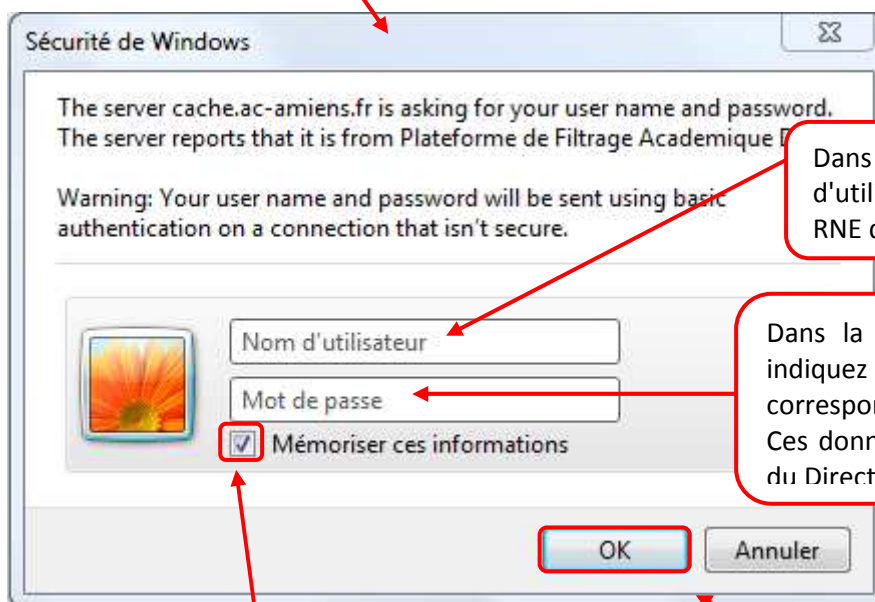 Sécurité de Windows
The server cache.ac-amiens.fr is asking for your user name and password.
The server reports that it is from Plateforme de Filtrage Academique
Warning: Your user name and password will be sent using basic
authentication on a connection that isn't secure.
Dans
d'util
RNE
Nom d'utilisateur
Mot de passe
Mémoriser ces informations
Dans la
indiquez
correspo
Ces donn
du Direct
OK
Annuler